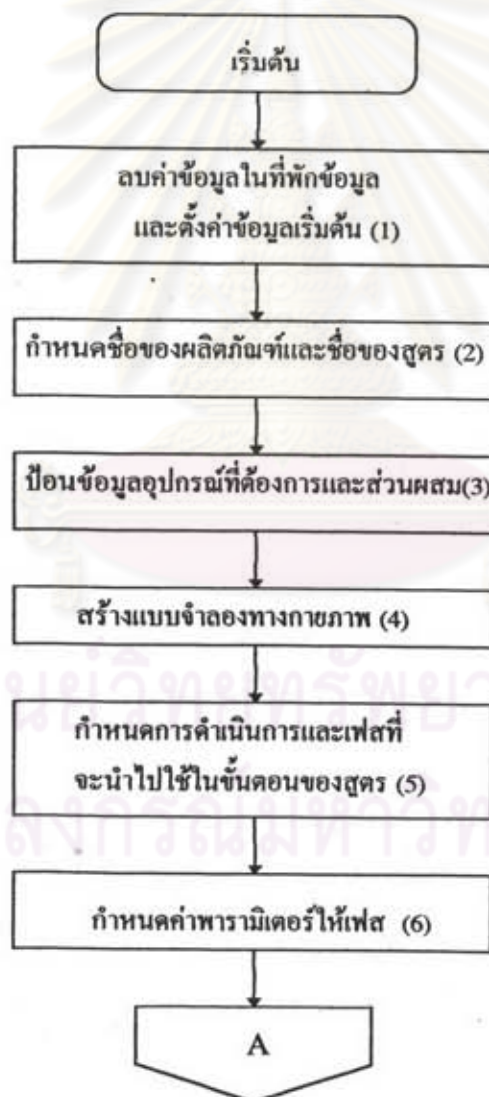 เริ่มต้น
ลบค่าข้อมูลในที่พักข้อมูล
และตั้งค่าข้อมูลเริ่มต้น (1)
กำหนดชื่อของผลิตภัณฑ์และชื่อของสูตร (2)
ป้อนข้อมูลอุปกรณ์ที่ต้องการและส่วนผสม(3)
สร้างแบบจำลองทางกายภาพ (4)
กำหนดการดำเนินการและเฟสที่
จะนำไปใช้ในขั้นตอนของสูตร (5)
กำหนดค่าพารามิเตอร์ให้เฟส (6)
A